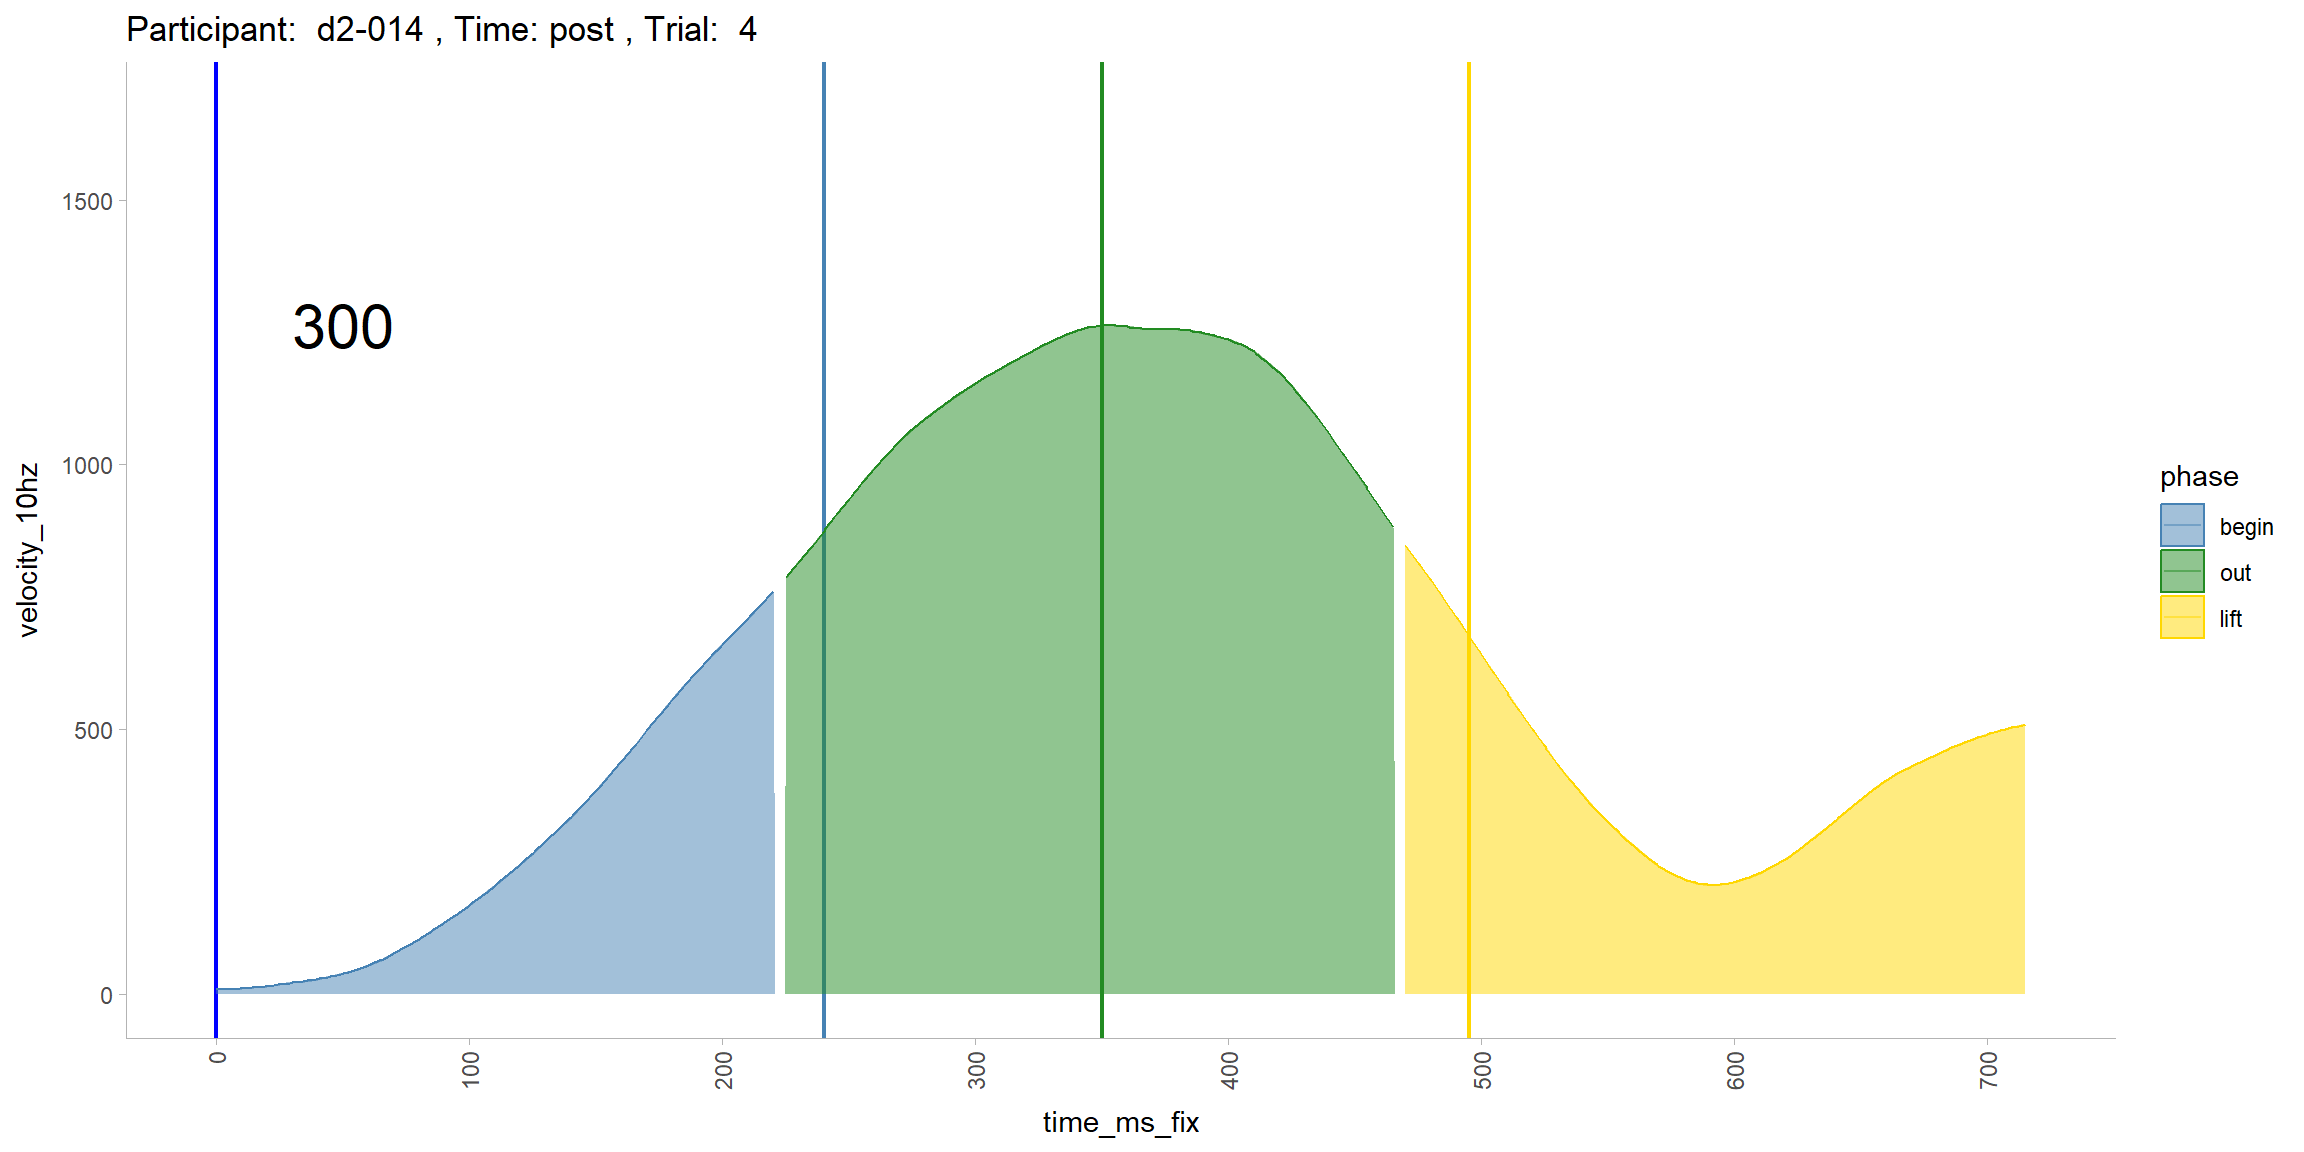 Participant:  d2-014 , Time: post , Trial:  4
velocity_10hz
1500
1000
500
0
300
0
100
200
300
400
500
600
700
time_ms_fix
phase
begin
out
lift